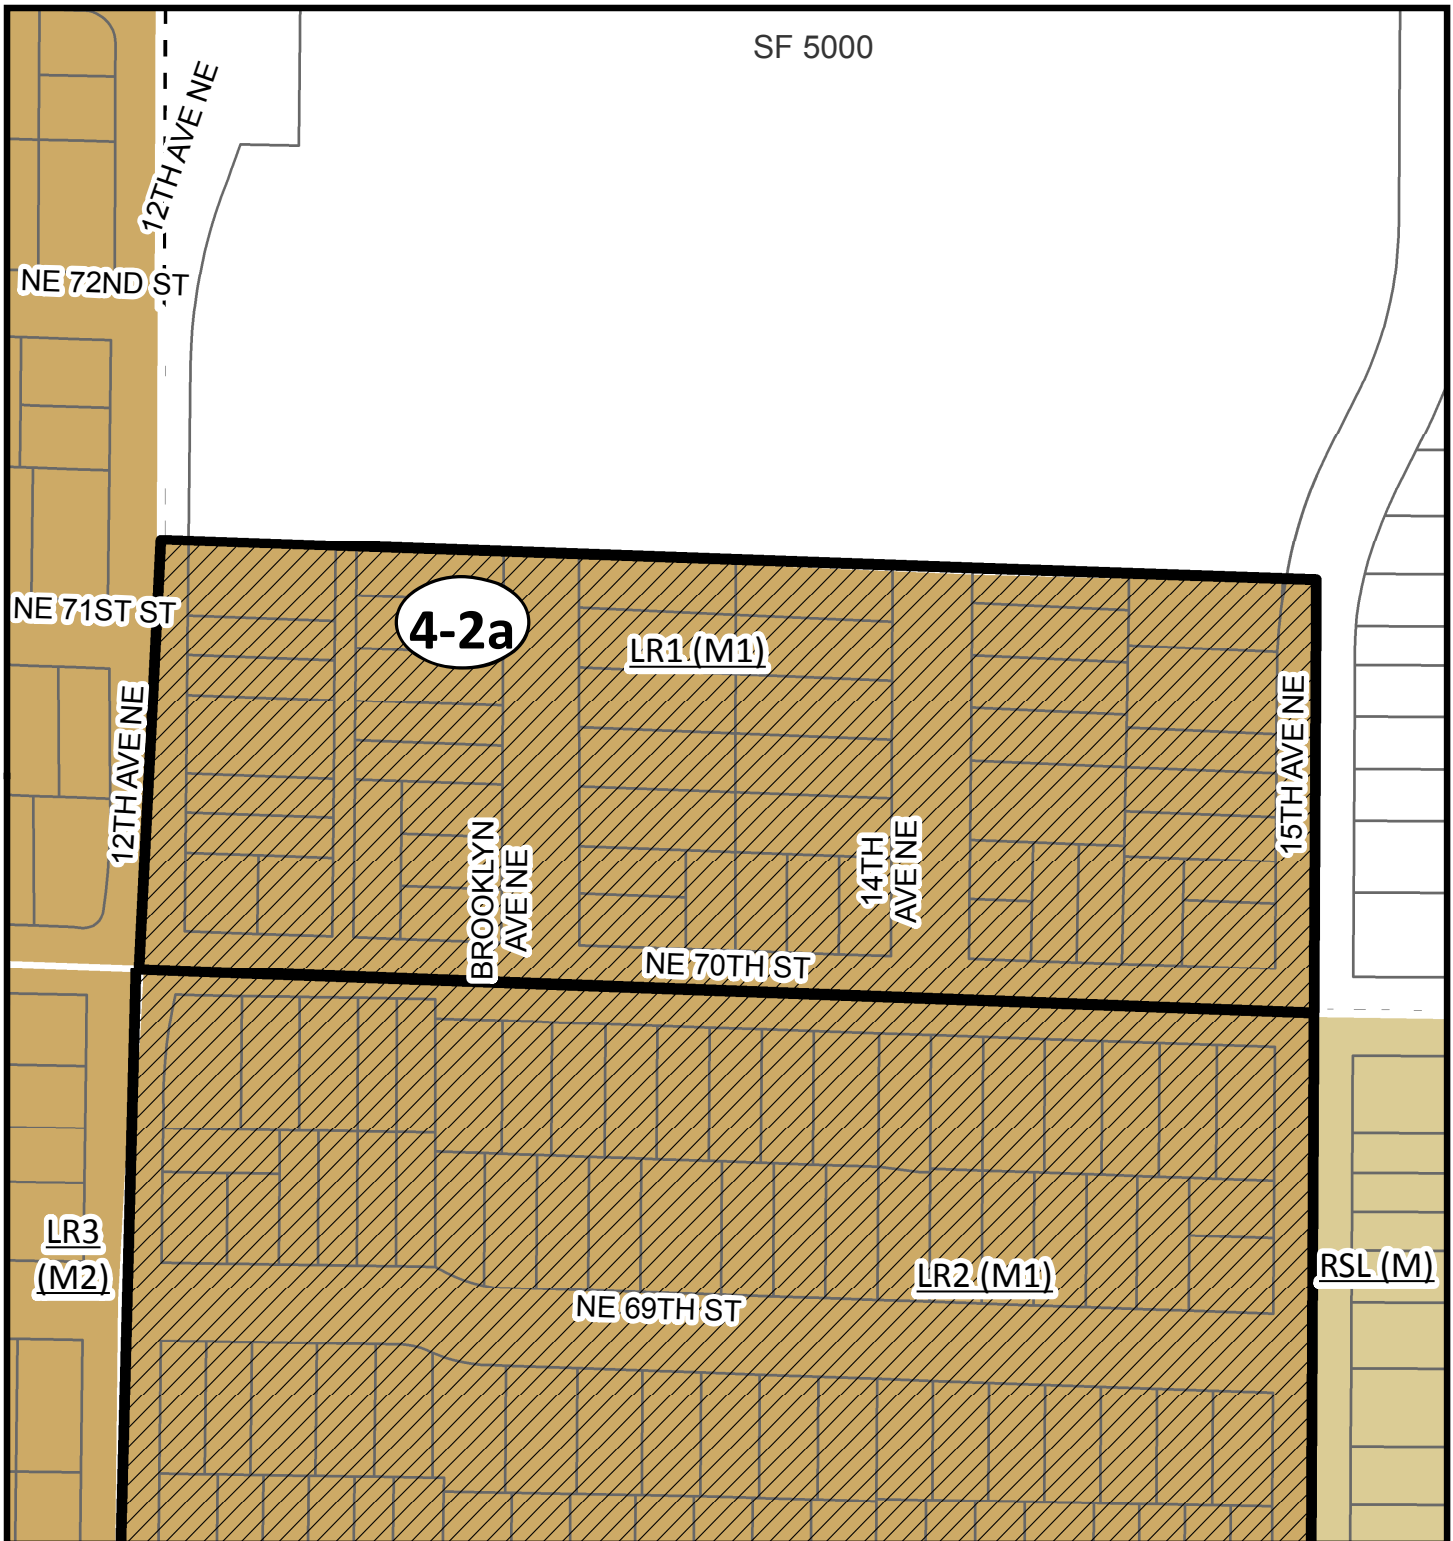 SF 5000
12TH AVE NE
NE 72ND ST
NE 71ST ST
4-2a
LR1 (M1)
12TH AVE NE
15TH AVE NE
BROOKLYN
AVE NE
14TH
AVE NE
NE 70TH ST
LR3
(M2)
LR2 (M1)
RSL (M)
NE 69TH ST